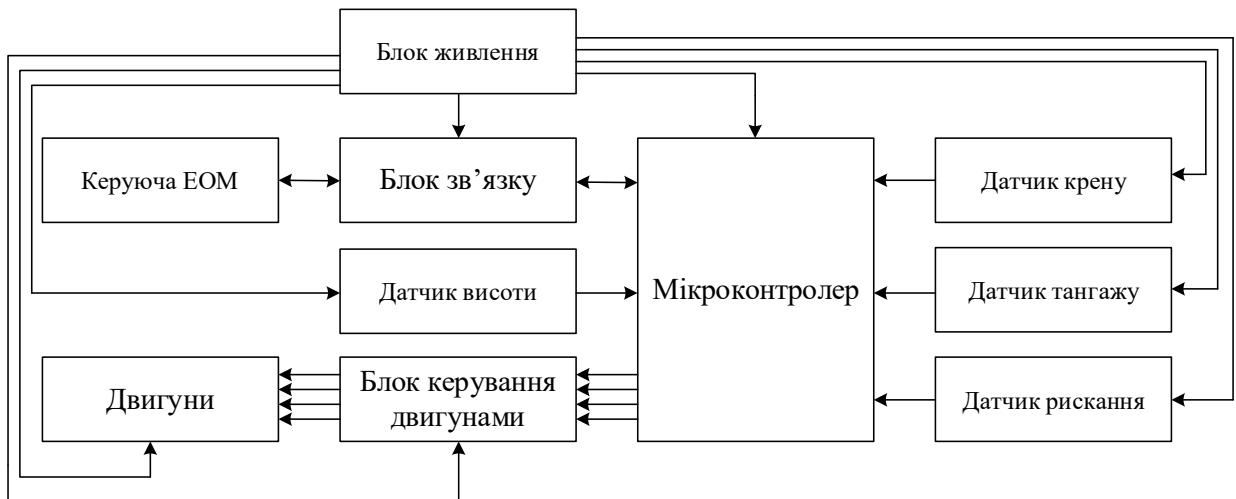 Блок живлення
Керуюча ЕОМ
Блок зв’язку
Датчик крену
Датчик висоти
Мікроконтролер
Датчик тангажу
Двигуни
Блок керування
двигунами
Датчик рискання